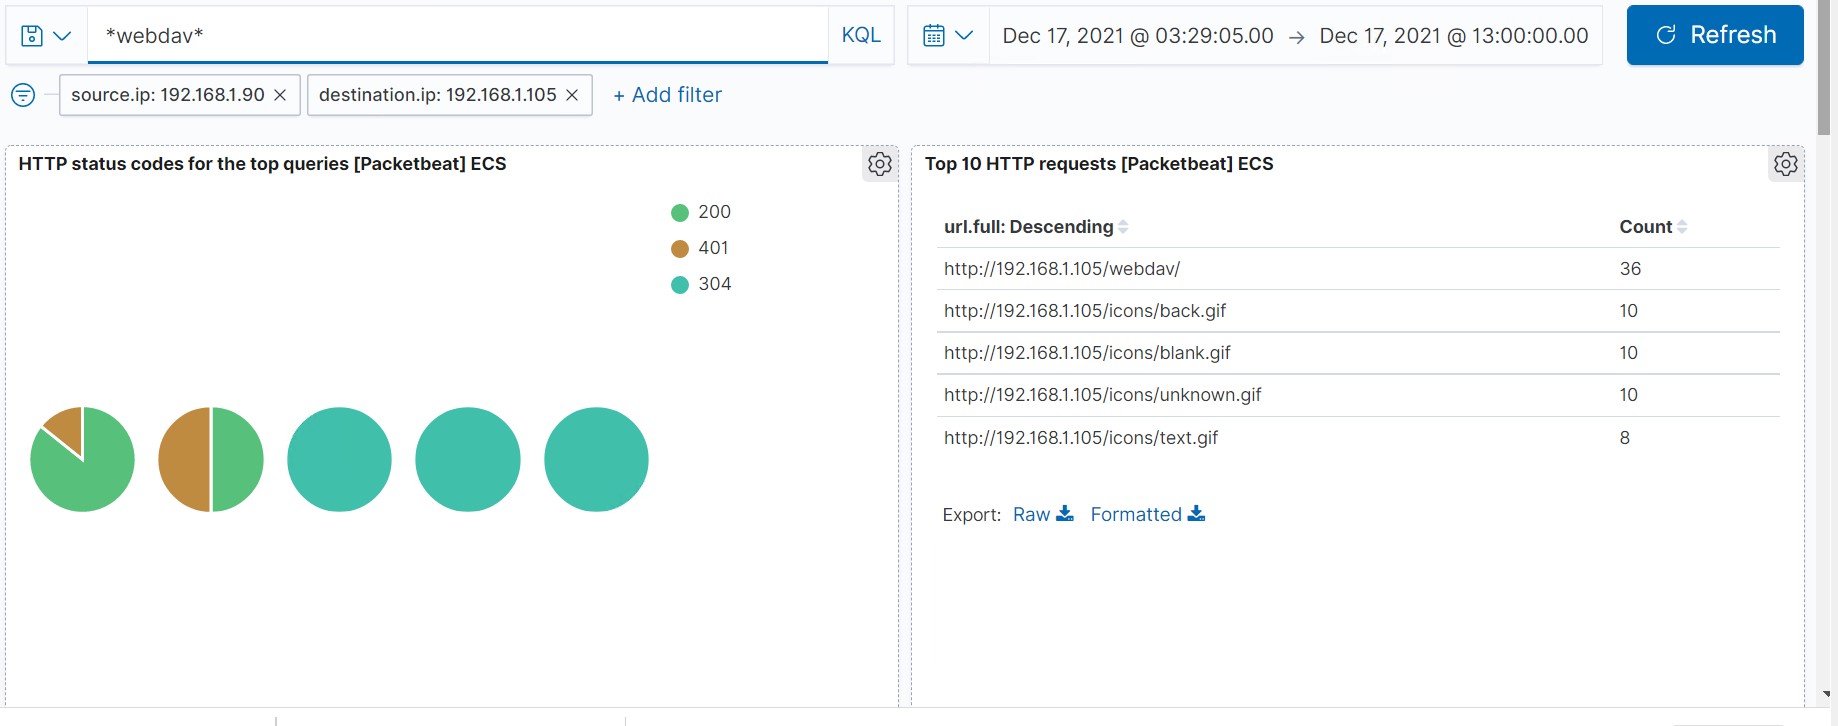 *webdav*
KQL
Dec 17, 2021 @ 03:29:05.00 → Dec 17, 2021 @ 13:00:00.00
Refresh
source.ip: 192.168.1.90 ×
destination.ip: 192.168.1.105 ×
+ Add filter
HTTP status codes for the top queries [Packetbeat] ECS
200
401
304
Top 10 HTTP requests [Packetbeat] ECS
url.full: Descending Count
http://192.168.1.105/webdav/ 36
http://192.168.1.105/icons/back.gif 10
http://192.168.1.105/icons/blank.gif 10
http://192.168.1.105/icons/unknown.gif 10
http://192.168.1.105/icons/text.gif 8
Export: Raw Formatted